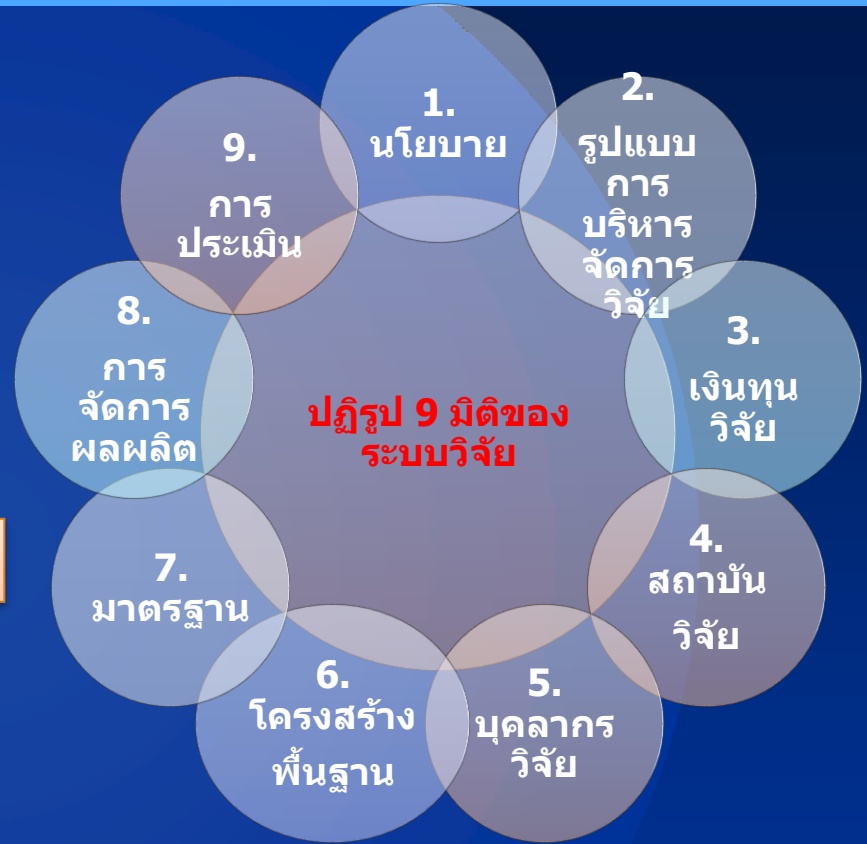 1.
นโยบาย
2.
รูปแบบ
การ
บริหาร
จัดการ
วิจัย
3.
เงินทุน
วิจัย
4.
สถาบัน
วิจัย
5.
บุคลากร
วิจัย
6.
โครงสร้าง
พื้นฐาน
7.
มาตรฐาน
8.
การ
จัดการ
ผลผลิต
9.
การ
ประเมิน
ปฏิรูป 9 มิติของ
ระบบวิจัย